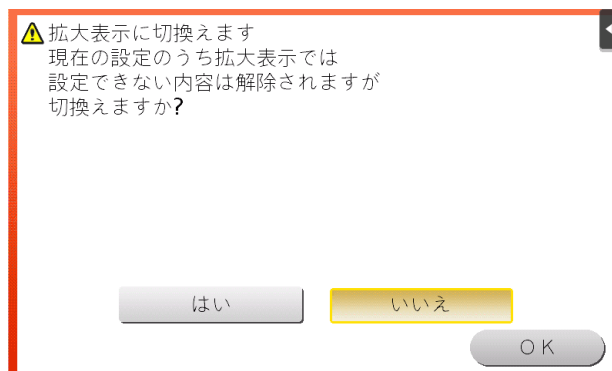 拡大表示に切換えます
現在の設定のうち拡大表示では
設定できない内容は解除されますが
切換えますか?
はい
いいえ
ＯＫ